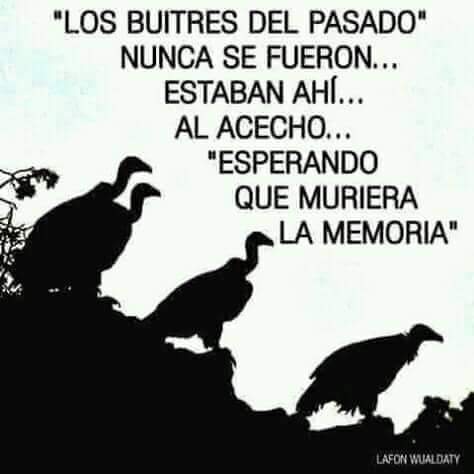 "LOS BUITRES DEL PASADO"
NUNCA SE FUERON...
ESTABAN AHÍ...
AL ACECHO...
"ESPERANDO
QUE MURIERA
LA MEMORIA"
LAFON WUALDATY